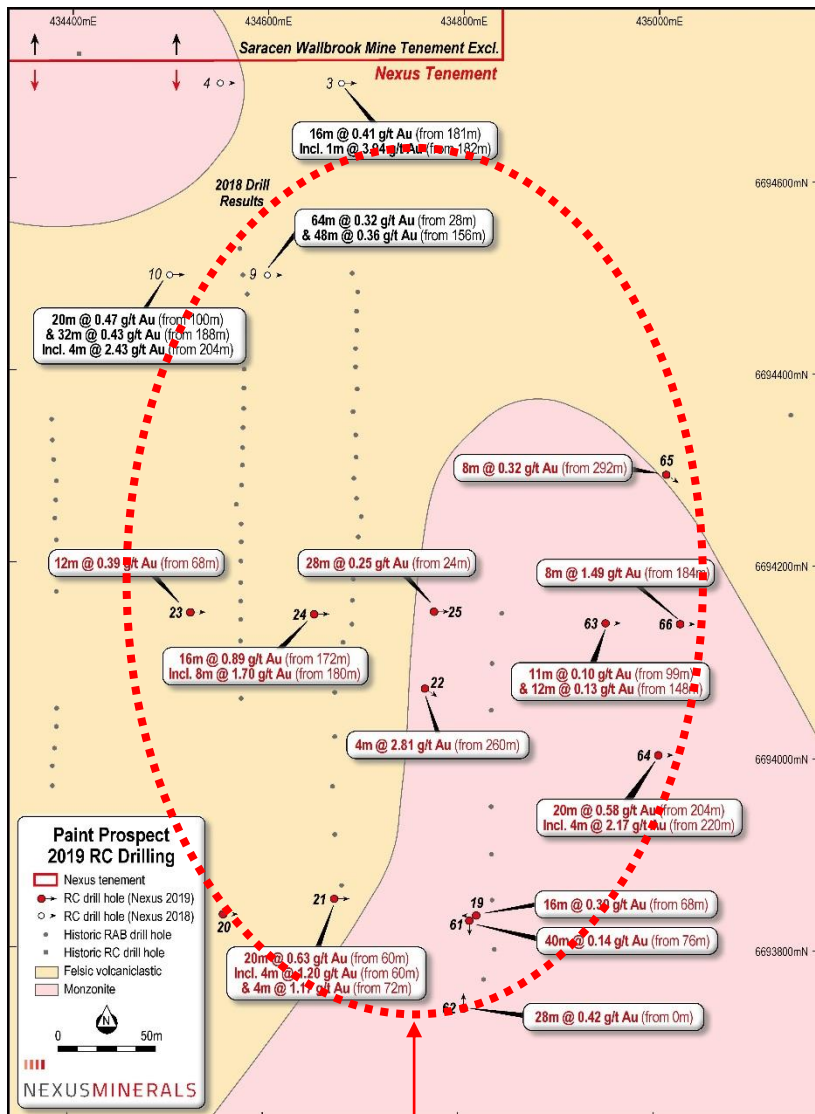 434400mE
434600mE
434800mE
435000mE
Saracen Wallbrook Mine Tenement Excl.
Nexus Tenement
4
3
16m @ 0.41 g/t Au (from 181m)
Incl. 1m @ 3.94 g/t Au (from 182m)
6694600mN
2018 Drill
Results
64m @ 0.32 g/t Au (from 28m)
& 48m @ 0.36 g/t Au (from 156m)
10
9
20m @ 0.47 g/t Au (from 100m)
& 32m @ 0.43 g/t Au (from 188m)
Incl. 4m @ 2.43 g/t Au (from 204m)
6694400mN
65
8m @ 0.32 g/t Au (from 292m)
12m @ 0.39 g/t Au (from 68m)
28m @ 0.25 g/t Au (from 24m)
8m @ 1.49 g/t Au (from 184m)
6694200mN
23
24
25
63
66
16m @ 0.89 g/t Au (from 172m)
Incl. 8m @ 1.70 g/t Au (from 180m)
11m @ 0.10 g/t Au (from 99m)
& 12m @ 0.13 g/t Au (from 148m)
22
4m @ 2.81 g/t Au (from 260m)
64
6694000mN
20m @ 0.58 g/t Au (from 204m)
Incl. 4m @ 2.17 g/t Au (from 220m)
21
20
19
61
16m @ 0.30 g/t Au (from 68m)
40m @ 0.14 g/t Au (from 76m)
6693800mN
20m @ 0.63 g/t Au (from 60m)
Incl. 4m @ 1.20 g/t Au (from 60m)
& 4m @ 1.17 g/t Au (from 72m)
62
28m @ 0.42 g/t Au (from 0m)
Paint Prospect
2019 RC Drilling
Nexus tenement
RC drill hole (Nexus 2019)
RC drill hole (Nexus 2018)
Historic RAB drill hole
Historic RC drill hole
Felsic volcaniclastic
Monzonite
N
0
50m
NEXUSMINERALS